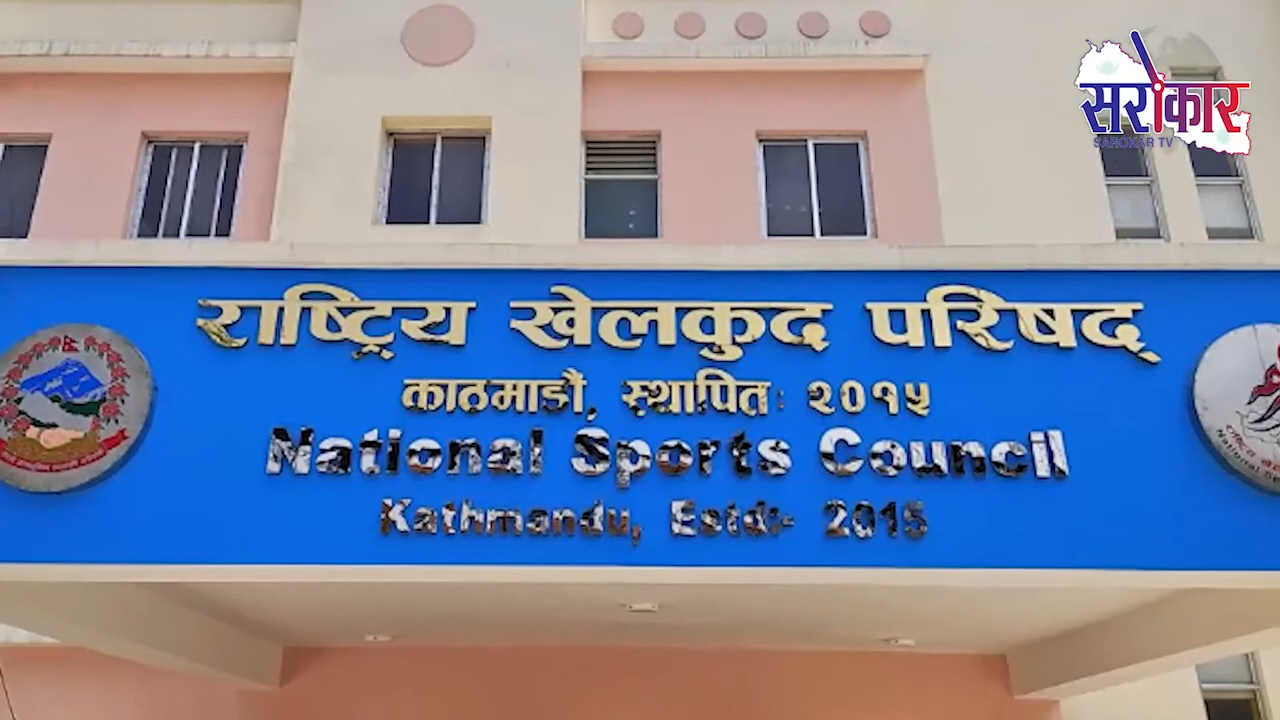 सरोकार
SAROKAR TV
राष्ट्रिय खेलकुद परिषद्
काठमाडौं, स्थापित: २०१५
National Sports Council
Kathmandu, Estd:- 2015